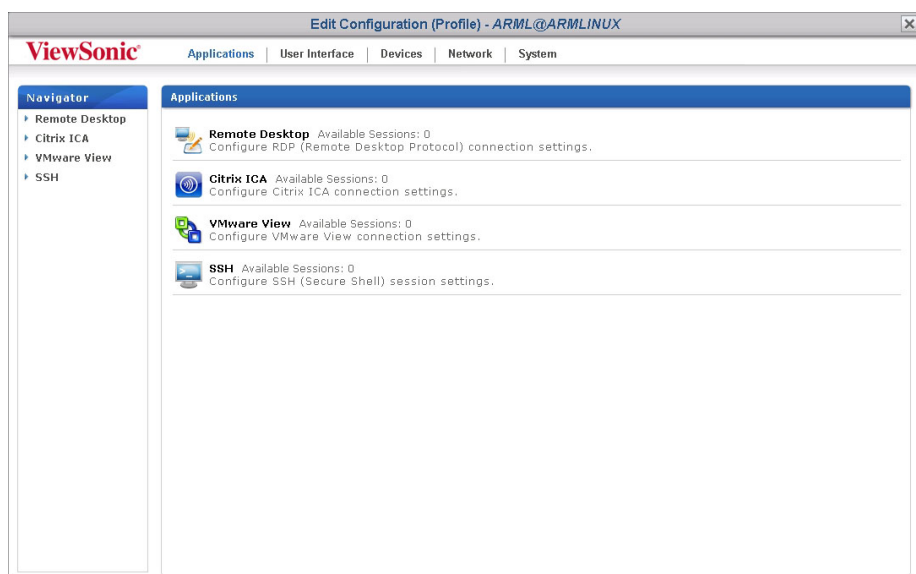 Edit Configuration (Profile) - ARML@ARMLINUX
ViewSonic®
Applications | User Interface | Devices | Network | System
Navigator
Remote Desktop
Citrix ICA
VMware View
SSH
Applications
Remote Desktop Available Sessions: 0
Configure RDP (Remote Desktop Protocol) connection settings.
Citrix ICA Available Sessions: 0
Configure Citrix ICA connection settings.
VMware View Available Sessions: 0
Configure VMware View connection settings.
SSH Available Sessions: 0
Configure SSH (Secure Shell) session settings.